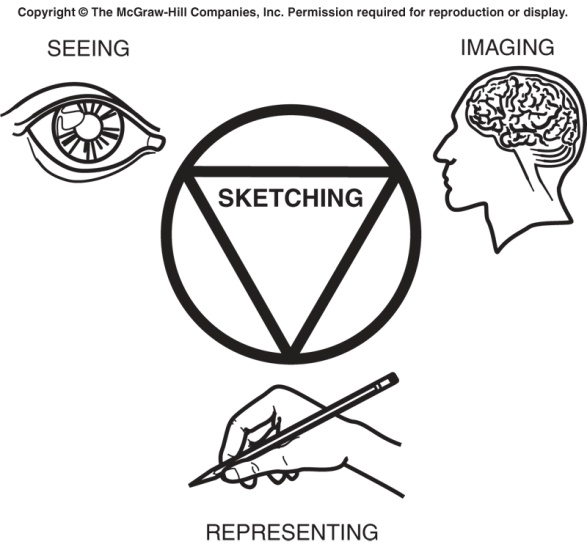 Copyright © The McGraw-Hill Companies, Inc. Permission required for reproduction or display.
SEEING
IMAGING
SKETCHING
REPRESENTING